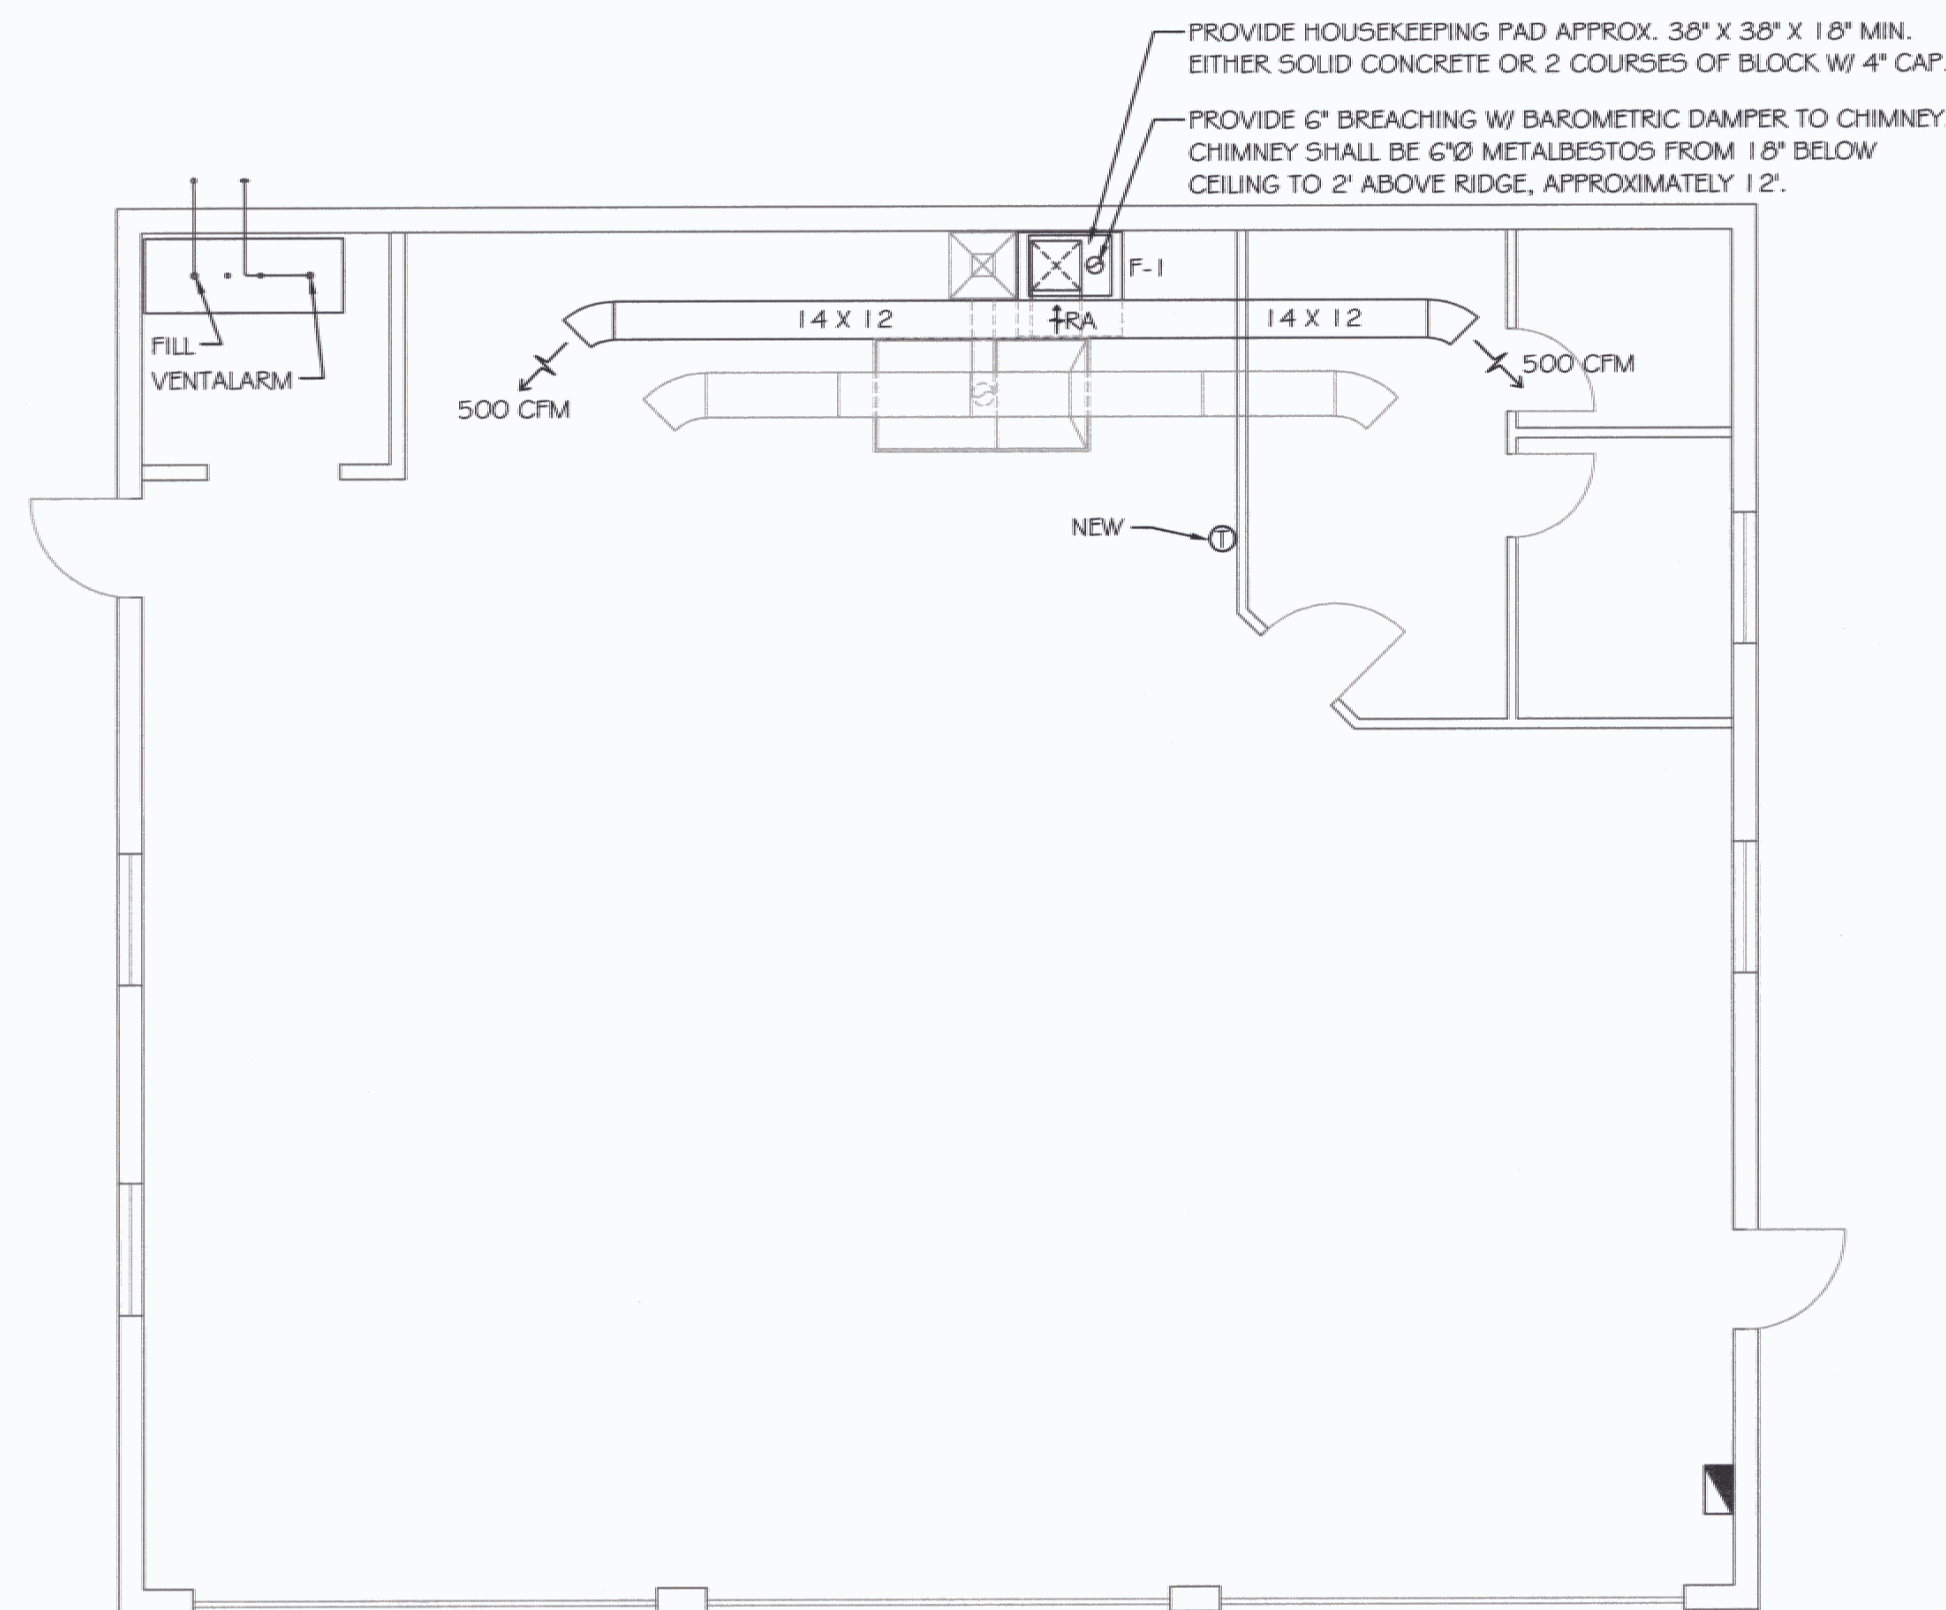 PROVIDE HOUSEKEEPING PAD APPROX. 38" X 38" X 18" MIN.
EITHER SOLID CONCRETE OR 2 COURSES OF BLOCK W/ 4" CAP.
PROVIDE 6" BREACHING W/ BAROMETRIC DAMPER TO CHIMNEY.
CHIMNEY SHALL BE 6"Ø METALBESTOS FROM 18" BELOW
CEILING TO 2' ABOVE RIDGE, APPROXIMATELY 12'.
F-1
14 X 12
RA
14 X 12
FILL
VENTALARM
500 CFM
500 CFM
NEW
T